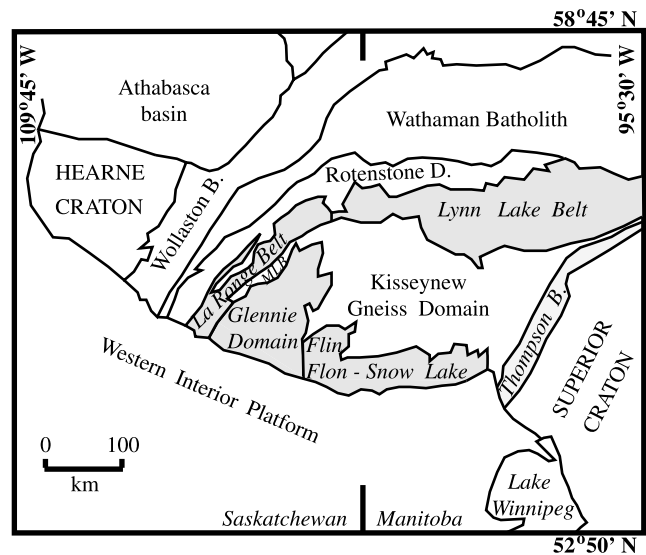 58°45' N
109°45' W
95°30' W
Athabasca
basin
Wathaman Batholith
HEARNE
CRATON
Rotenstone D.
Wollaston B.
Lynn Lake Belt
La Ronge Belt
MLB
Kisseynew
Gneiss Domain
Glennie
Domain
Flin
Flon - Snow Lake
Thompson B.
SUPERIOR
CRATON
Western Interior Platform
0 100
km
Lake
Winnipeg
Saskatchewan Manitoba
52°50' N